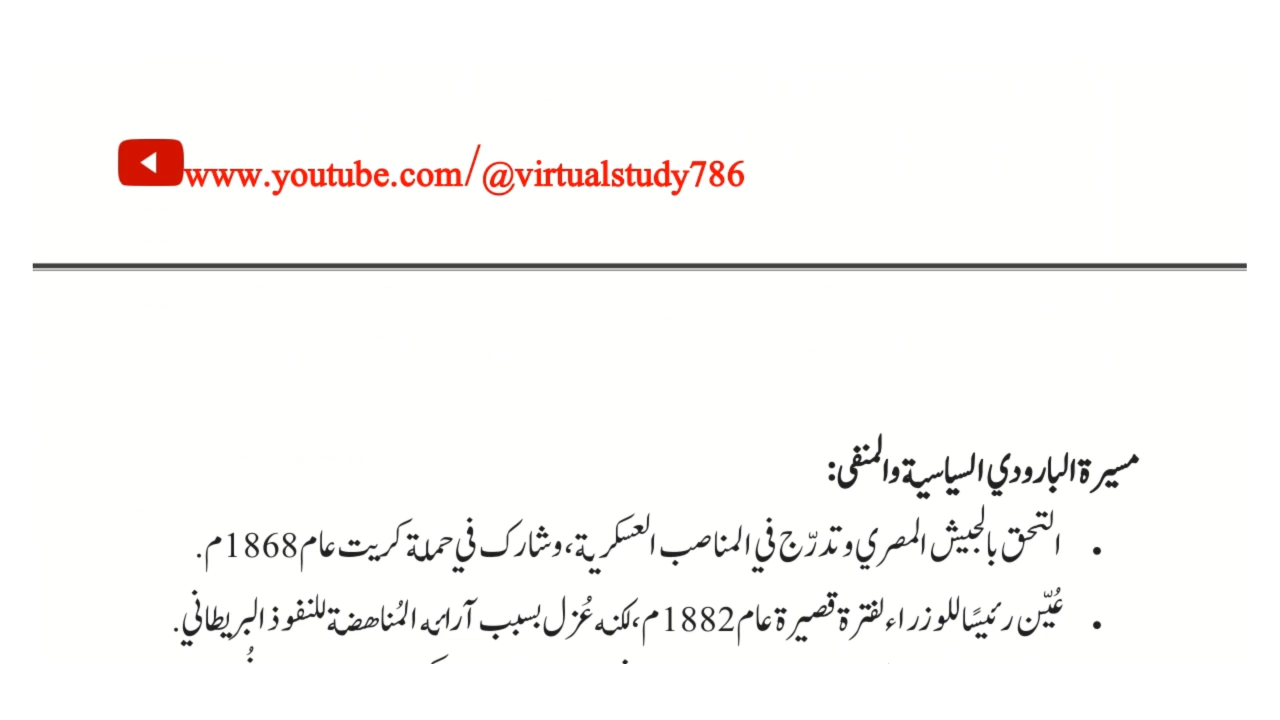 www.youtube.com/@virtualstudy786
مسيرة البارودي السياسية والمنفى:
• التحق بالجيش المصري وتدرّج في المناصب العسكرية، وشارك في حملة كريت عام 1868م.
• عُيّن رئيسًا للوزراء لفترة قصيرة عام 1882م، لكنه عُزل بسبب آرائه المُناهضة للنفوذ البريطاني.